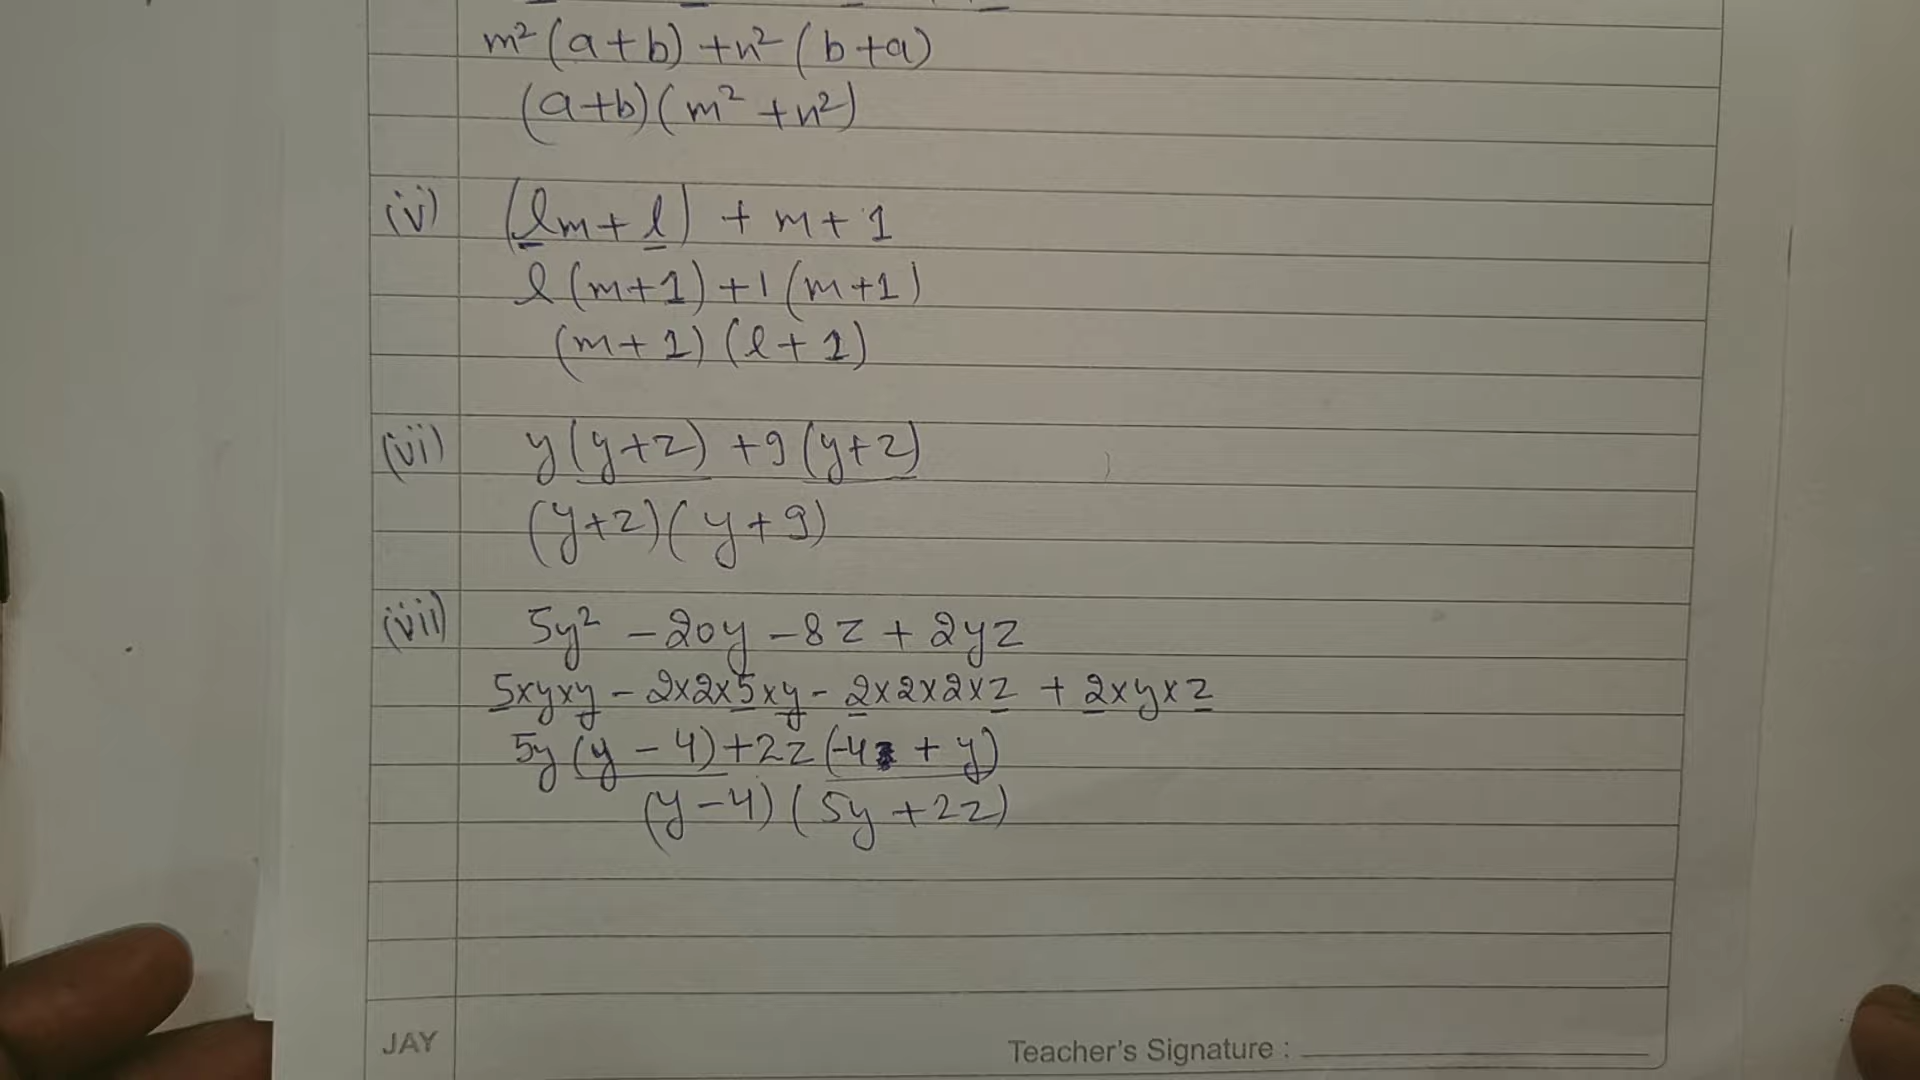 m² (a+b) +n² (b+a)
(a+b)(m² +n²)
(v) (lm+l) + m+1
l(m+1)+1(m+1)
(m+1)(l+1)
(vi) y(y+z) +9(y+z)
(y+z)(y+9)
(vii) 5y² -20y -8z + 2yz
5xyxy - 2x2x5xy - 2x2x2xz + 2xyxz
5y(y-4)+2z(-4 + y)
(y-4)(5y+2z)
JAY Teacher's Signature :